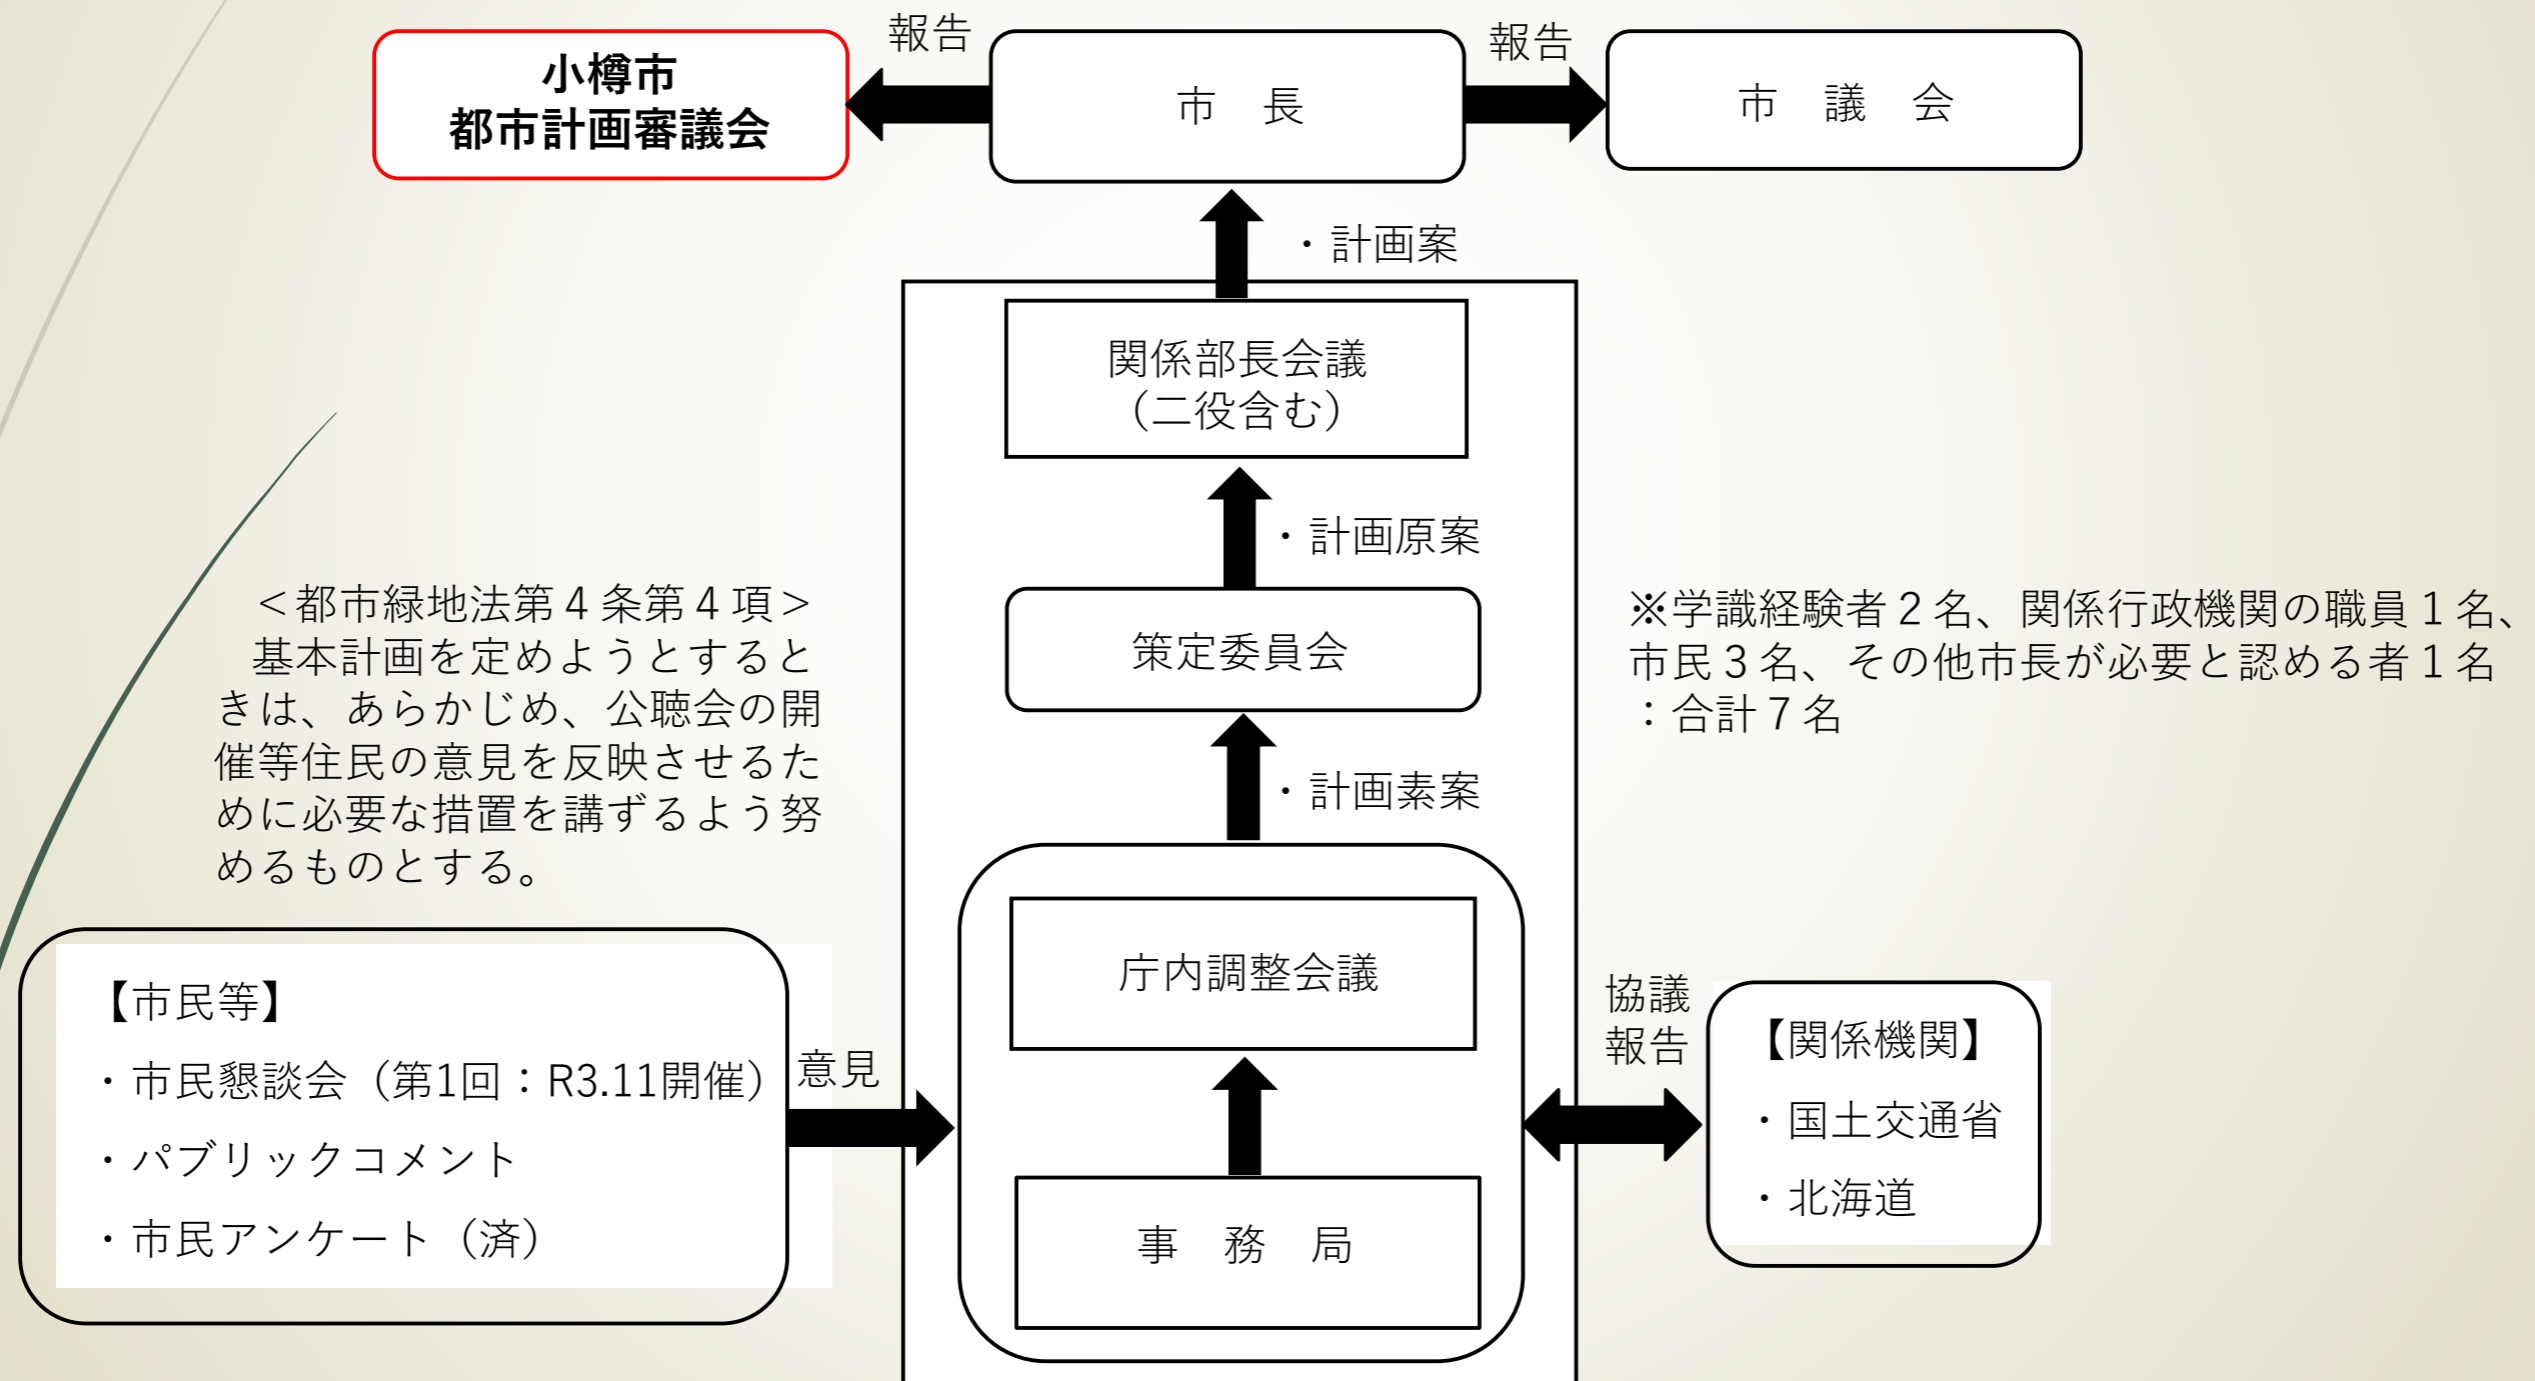 報告
報告
小樽市
都市計画審議会
市　長
市　議　会
・計画案
関係部長会議
（二役含む）
・計画原案
＜都市緑地法第４条第４項＞
基本計画を定めようとすると
きは、あらかじめ、公聴会の開
催等住民の意見を反映させるた
めに必要な措置を講ずるよう努
めるものとする。
策定委員会
※学識経験者２名、関係行政機関の職員１名、
市民３名、その他市長が必要と認める者１名
：合計７名
・計画素案
庁内調整会議
事　務　局
【市民等】
・市民懇談会（第1回：R3.11開催）
・パブリックコメント
・市民アンケート（済）
意見
協議
報告
【関係機関】
・国土交通省
・北海道